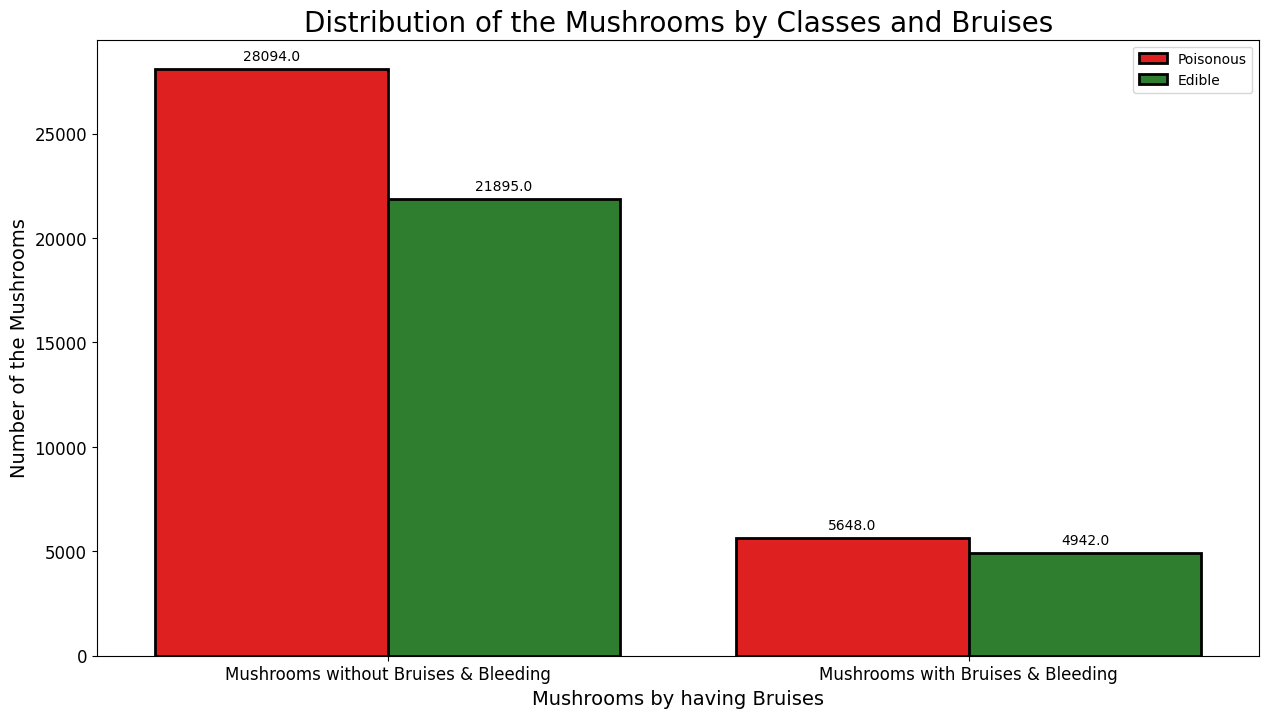 Distribution of the Mushrooms by Classes and Bruises
28094.0
Poisonous
Edible
25000
21895.0
20000
Number of the Mushrooms
15000
10000
5648.0
4942.0
5000
0
Mushrooms without Bruises & Bleeding
Mushrooms with Bruises & Bleeding
Mushrooms by having Bruises